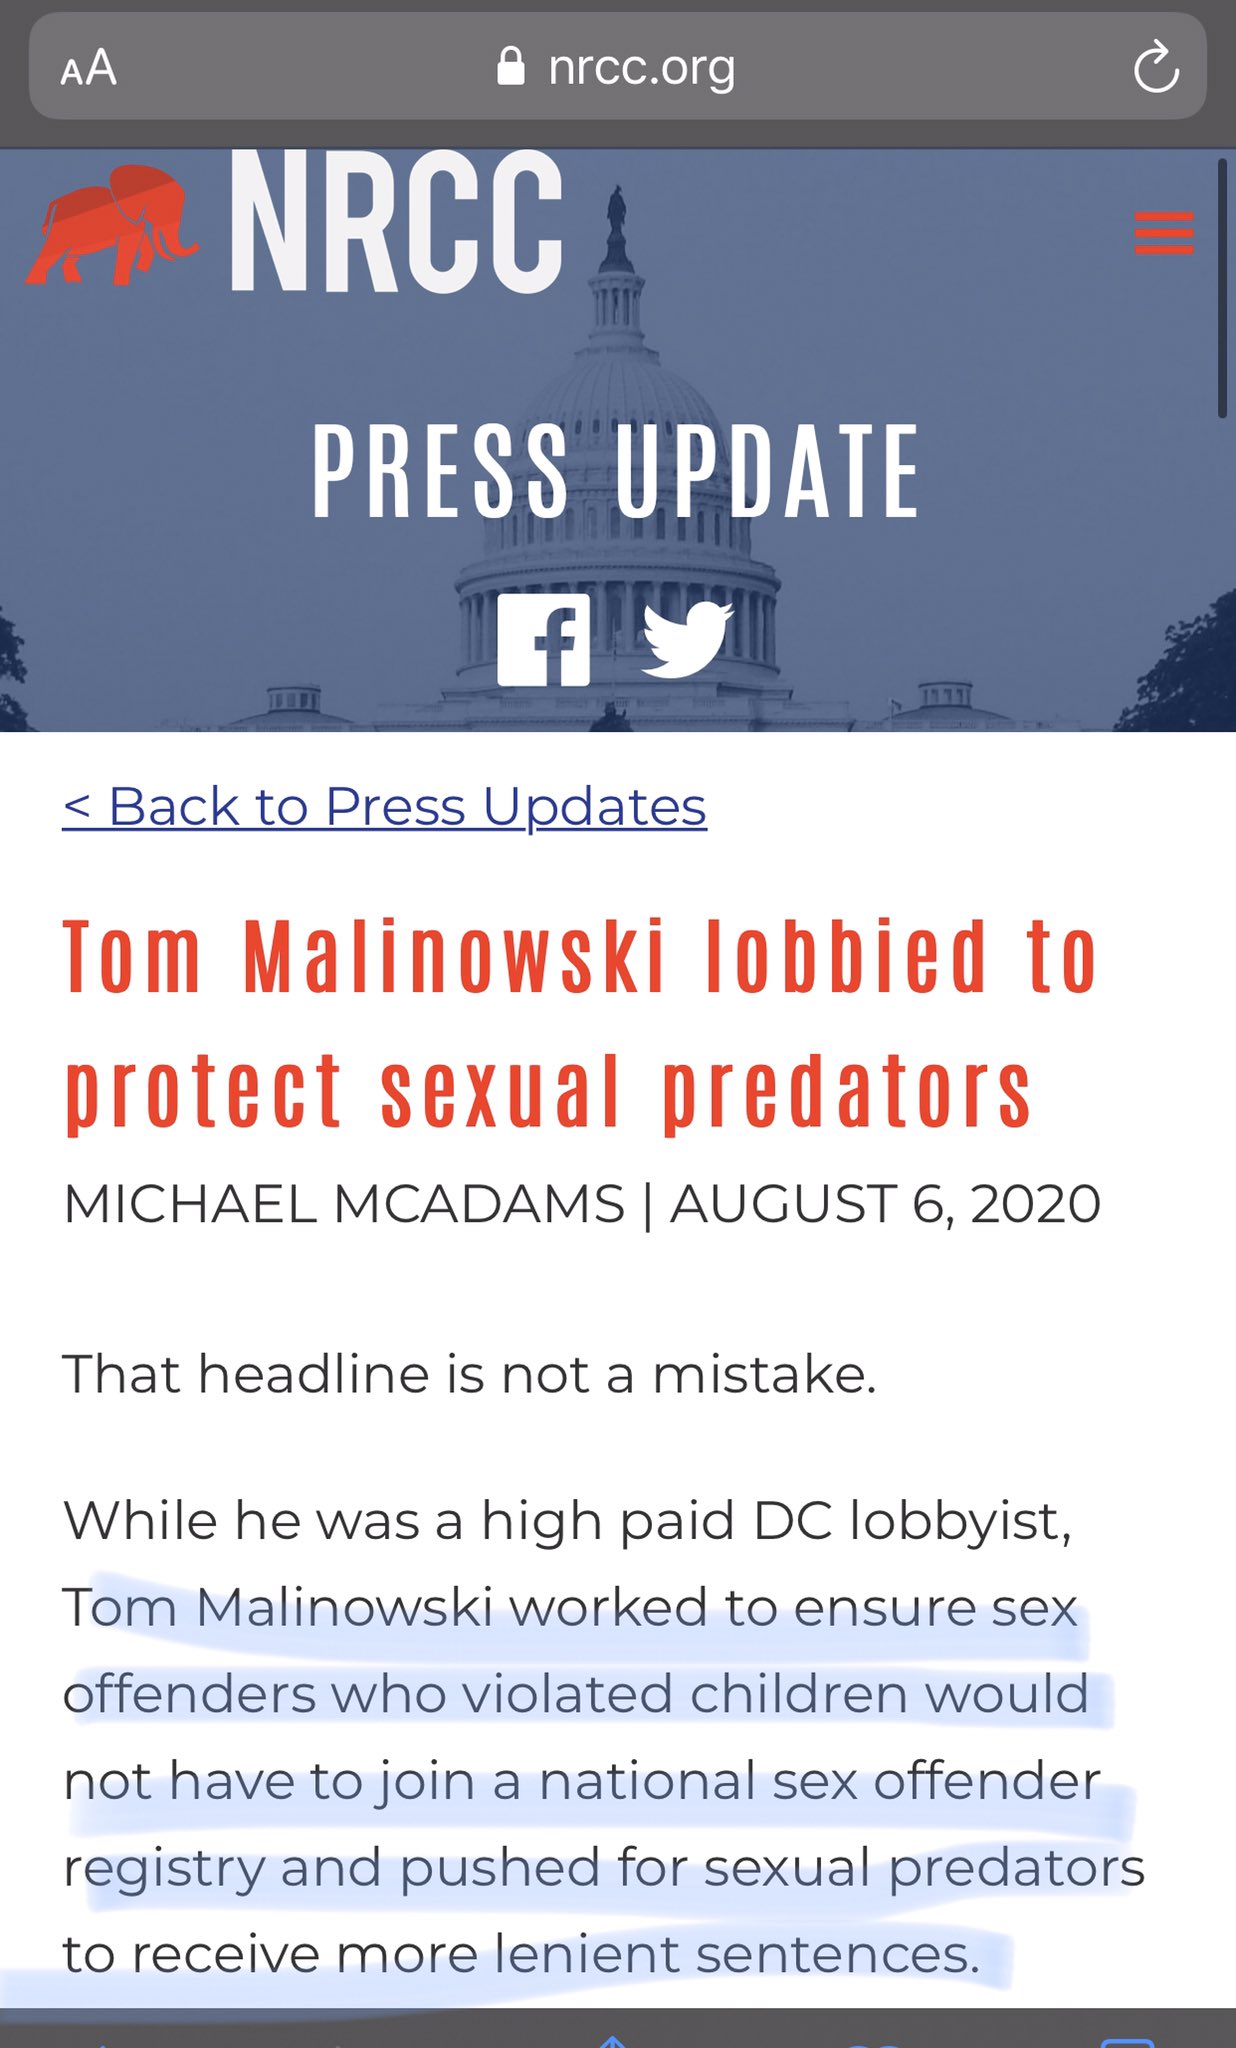 AA nrcc.org
NRCC
PRESS UPDATE
< Back to Press Updates
Tom Malinowski lobbied to
protect sexual predators
MICHAEL MCADAMS | AUGUST 6, 2020
That headline is not a mistake.
While he was a high paid DC lobbyist,
Tom Malinowski worked to ensure sex
offenders who violated children would
not have to join a national sex offender
registry and pushed for sexual predators
to receive more lenient sentences.